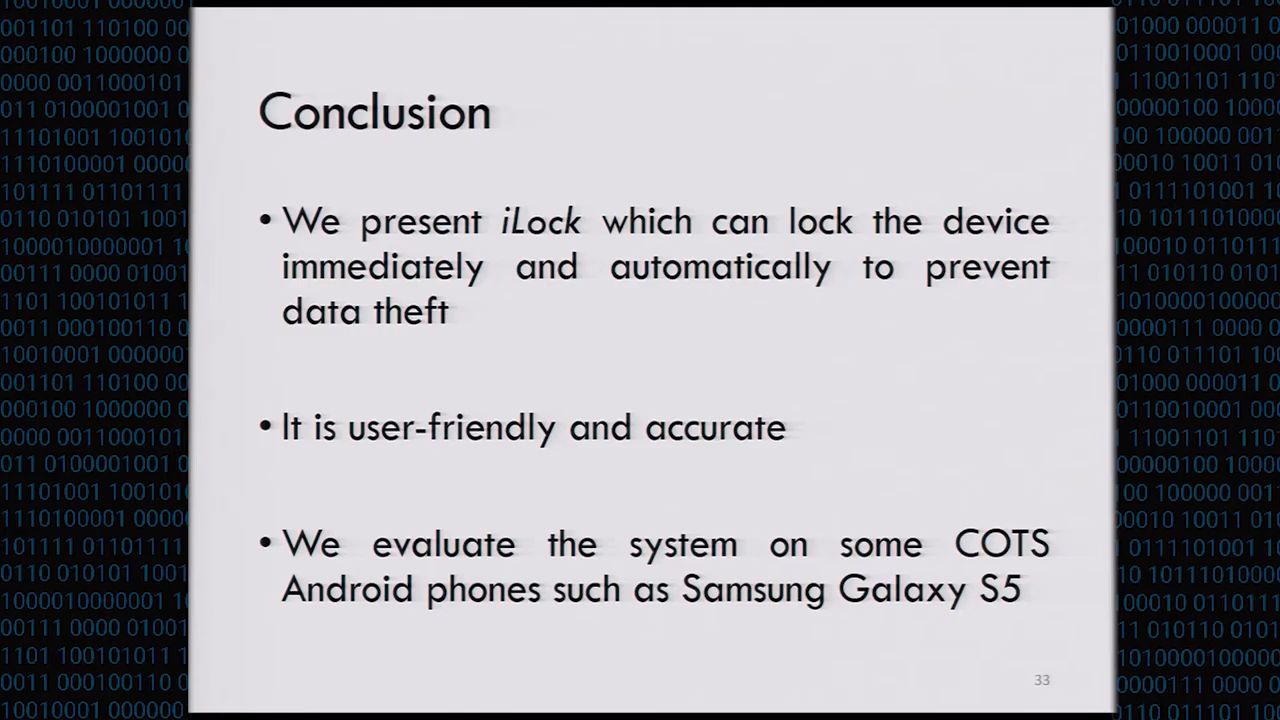 Conclusion
• We present iLock which can lock the device
immediately and automatically to prevent
data theft
• It is user-friendly and accurate
• We evaluate the system on some COTS
Android phones such as Samsung Galaxy S5
33